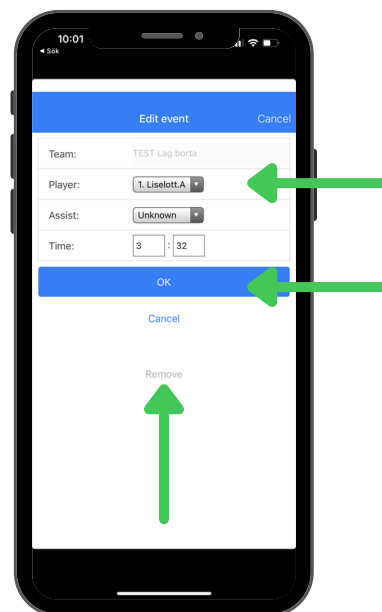 10:01
◂ Sök
Edit event Cancel
Team: TEST Lag borta
Player: 1. Liselott.A
Assist: Unknown
Time: 3 : 32
OK
Cancel
Remove